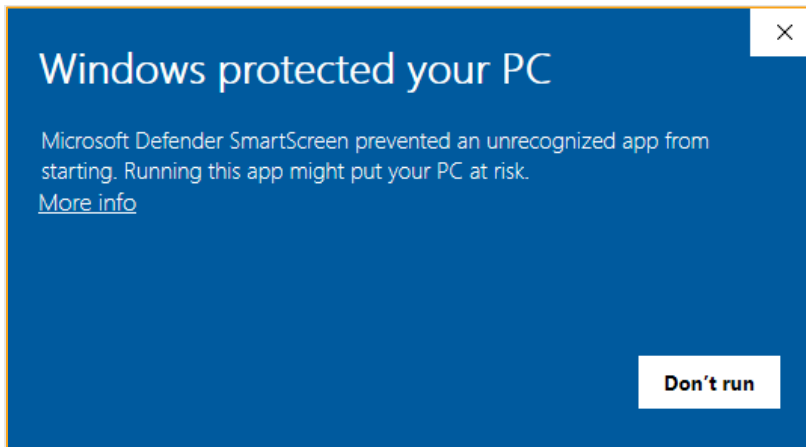 Windows protected your PC
Microsoft Defender SmartScreen prevented an unrecognized app from
starting. Running this app might put your PC at risk.
More info
Don’t run